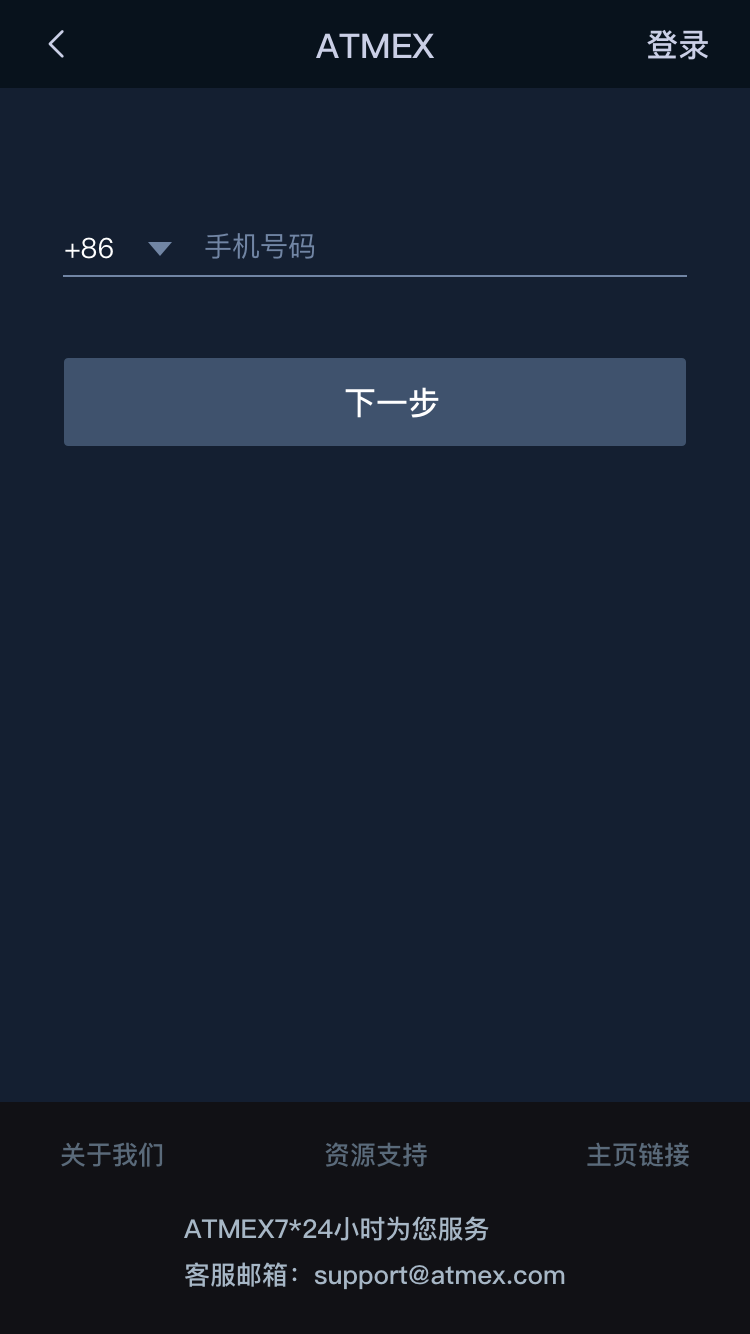 ATMEX 登录
+86 手机号码
下一步
关于我们 资源支持 主页链接
ATMEX7*24小时为您服务
客服邮箱：support@atmex.com